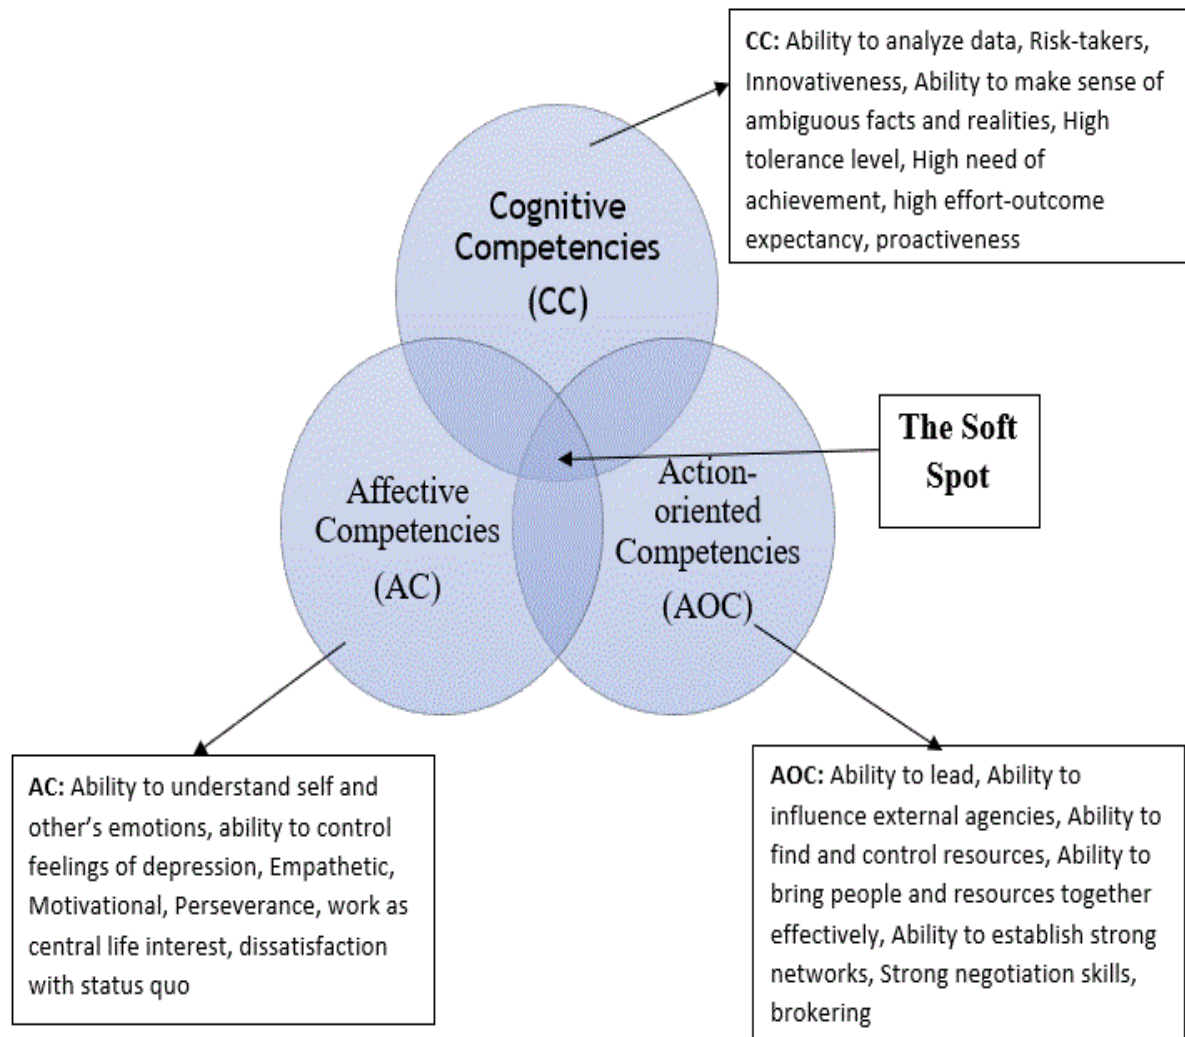 CC: Ability to analyze data, Risk-takers,
Innovativeness, Ability to make sense of
ambiguous facts and realities, High
tolerance level, High need of
achievement, high effort-outcome
expectancy, proactiveness
Cognitive
Competencies
(CC)
The Soft
Spot
Affective
Competencies
(AC)
Action-
oriented
Competencies
(AOC)
AC: Ability to understand self and
other’s emotions, ability to control
feelings of depression, Empathetic,
Motivational, Perseverance, work as
central life interest, dissatisfaction
with status quo
AOC: Ability to lead, Ability to
influence external agencies, Ability to
find and control resources, Ability to
bring people and resources together
effectively, Ability to establish strong
networks, Strong negotiation skills,
brokering